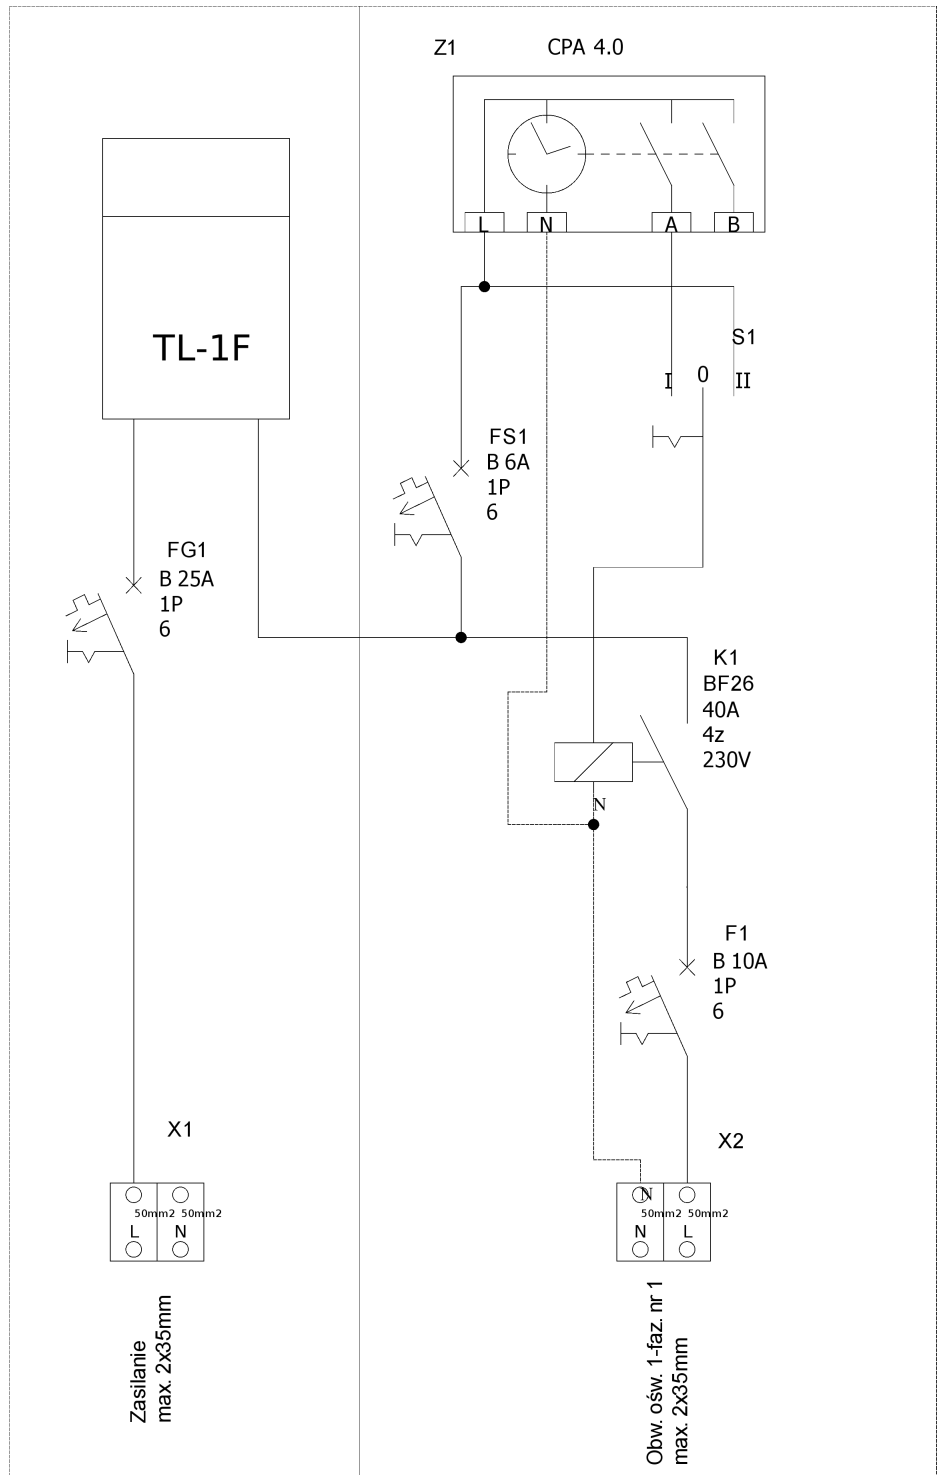 Z1
CPA 4.0
L
N
A
B
TL-1F
S1
I
0
II
FS1
B 6A
1P
6
FG1
B 25A
1P
6
K1
BF26
40A
4z
230V
N
F1
B 10A
1P
6
X1
X2
50mm2 50mm2
L N
N
50mm2 50mm2
N L
Zasilanie
max. 2x35mm
Obw. ośw. 1-faz. nr 1
max. 2x35mm